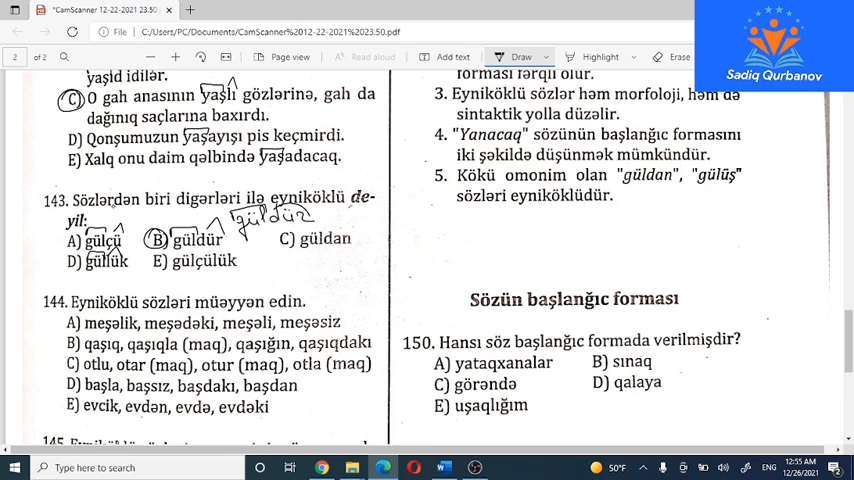 *CamScanner 12-22-2021 23.50.p
File
C:/Users/PC/Documents/CamScanner%2012-22-2021%2023.50.pdf
2
of 2
Page view
Read aloud
Add text
Draw
Highlight
Erase
Sadiq Qurbanov
yaşıd idilər.
C) O gah anasının yaşlı gözlərinə, gah da
dağınıq saçlarına baxırdı.
D) Qonşumuzun yaşayışı pis keçmirdi.
E) Xalq onu daim qəlbində yaşadacaq.
143. Sözlərdən biri digərləri ilə eyniköklü de-
yil:
güldüz
A) gülçü
B) güldür
C) güldan
D) güllük
E) gülçülük
144. Eyniköklü sözləri müəyyən edin.
A) meşəlik, meşədəki, meşəli, meşəsiz
B) qaşıq, qaşıqla (maq), qaşığın, qaşıqdakı
C) otlu, otar (maq), otur (maq), otla (maq)
D) başla, başsız, başdakı, başdan
E) evcik, evdən, evdə, evdəki
forması fərqli olur.
3. Eyniköklü sözlər həm morfoloji, həm də
sintaktik yolla düzəlir.
4. "Yanacaq" sözünün başlanğıc formasını
iki şəkildə düşünmək mümkündür.
5. Kökü omonim olan "güldan", "gülüş"
sözləri eyniköklüdür.
Sözün başlanğıc forması
150. Hansı söz başlanğıc formada verilmişdir?
A) yataqxanalar
B) sınaq
C) görəndə
D) qalaya
E) uşaqlığım
Type here to search
50°F
ENG
12:55 AM
12/26/2021